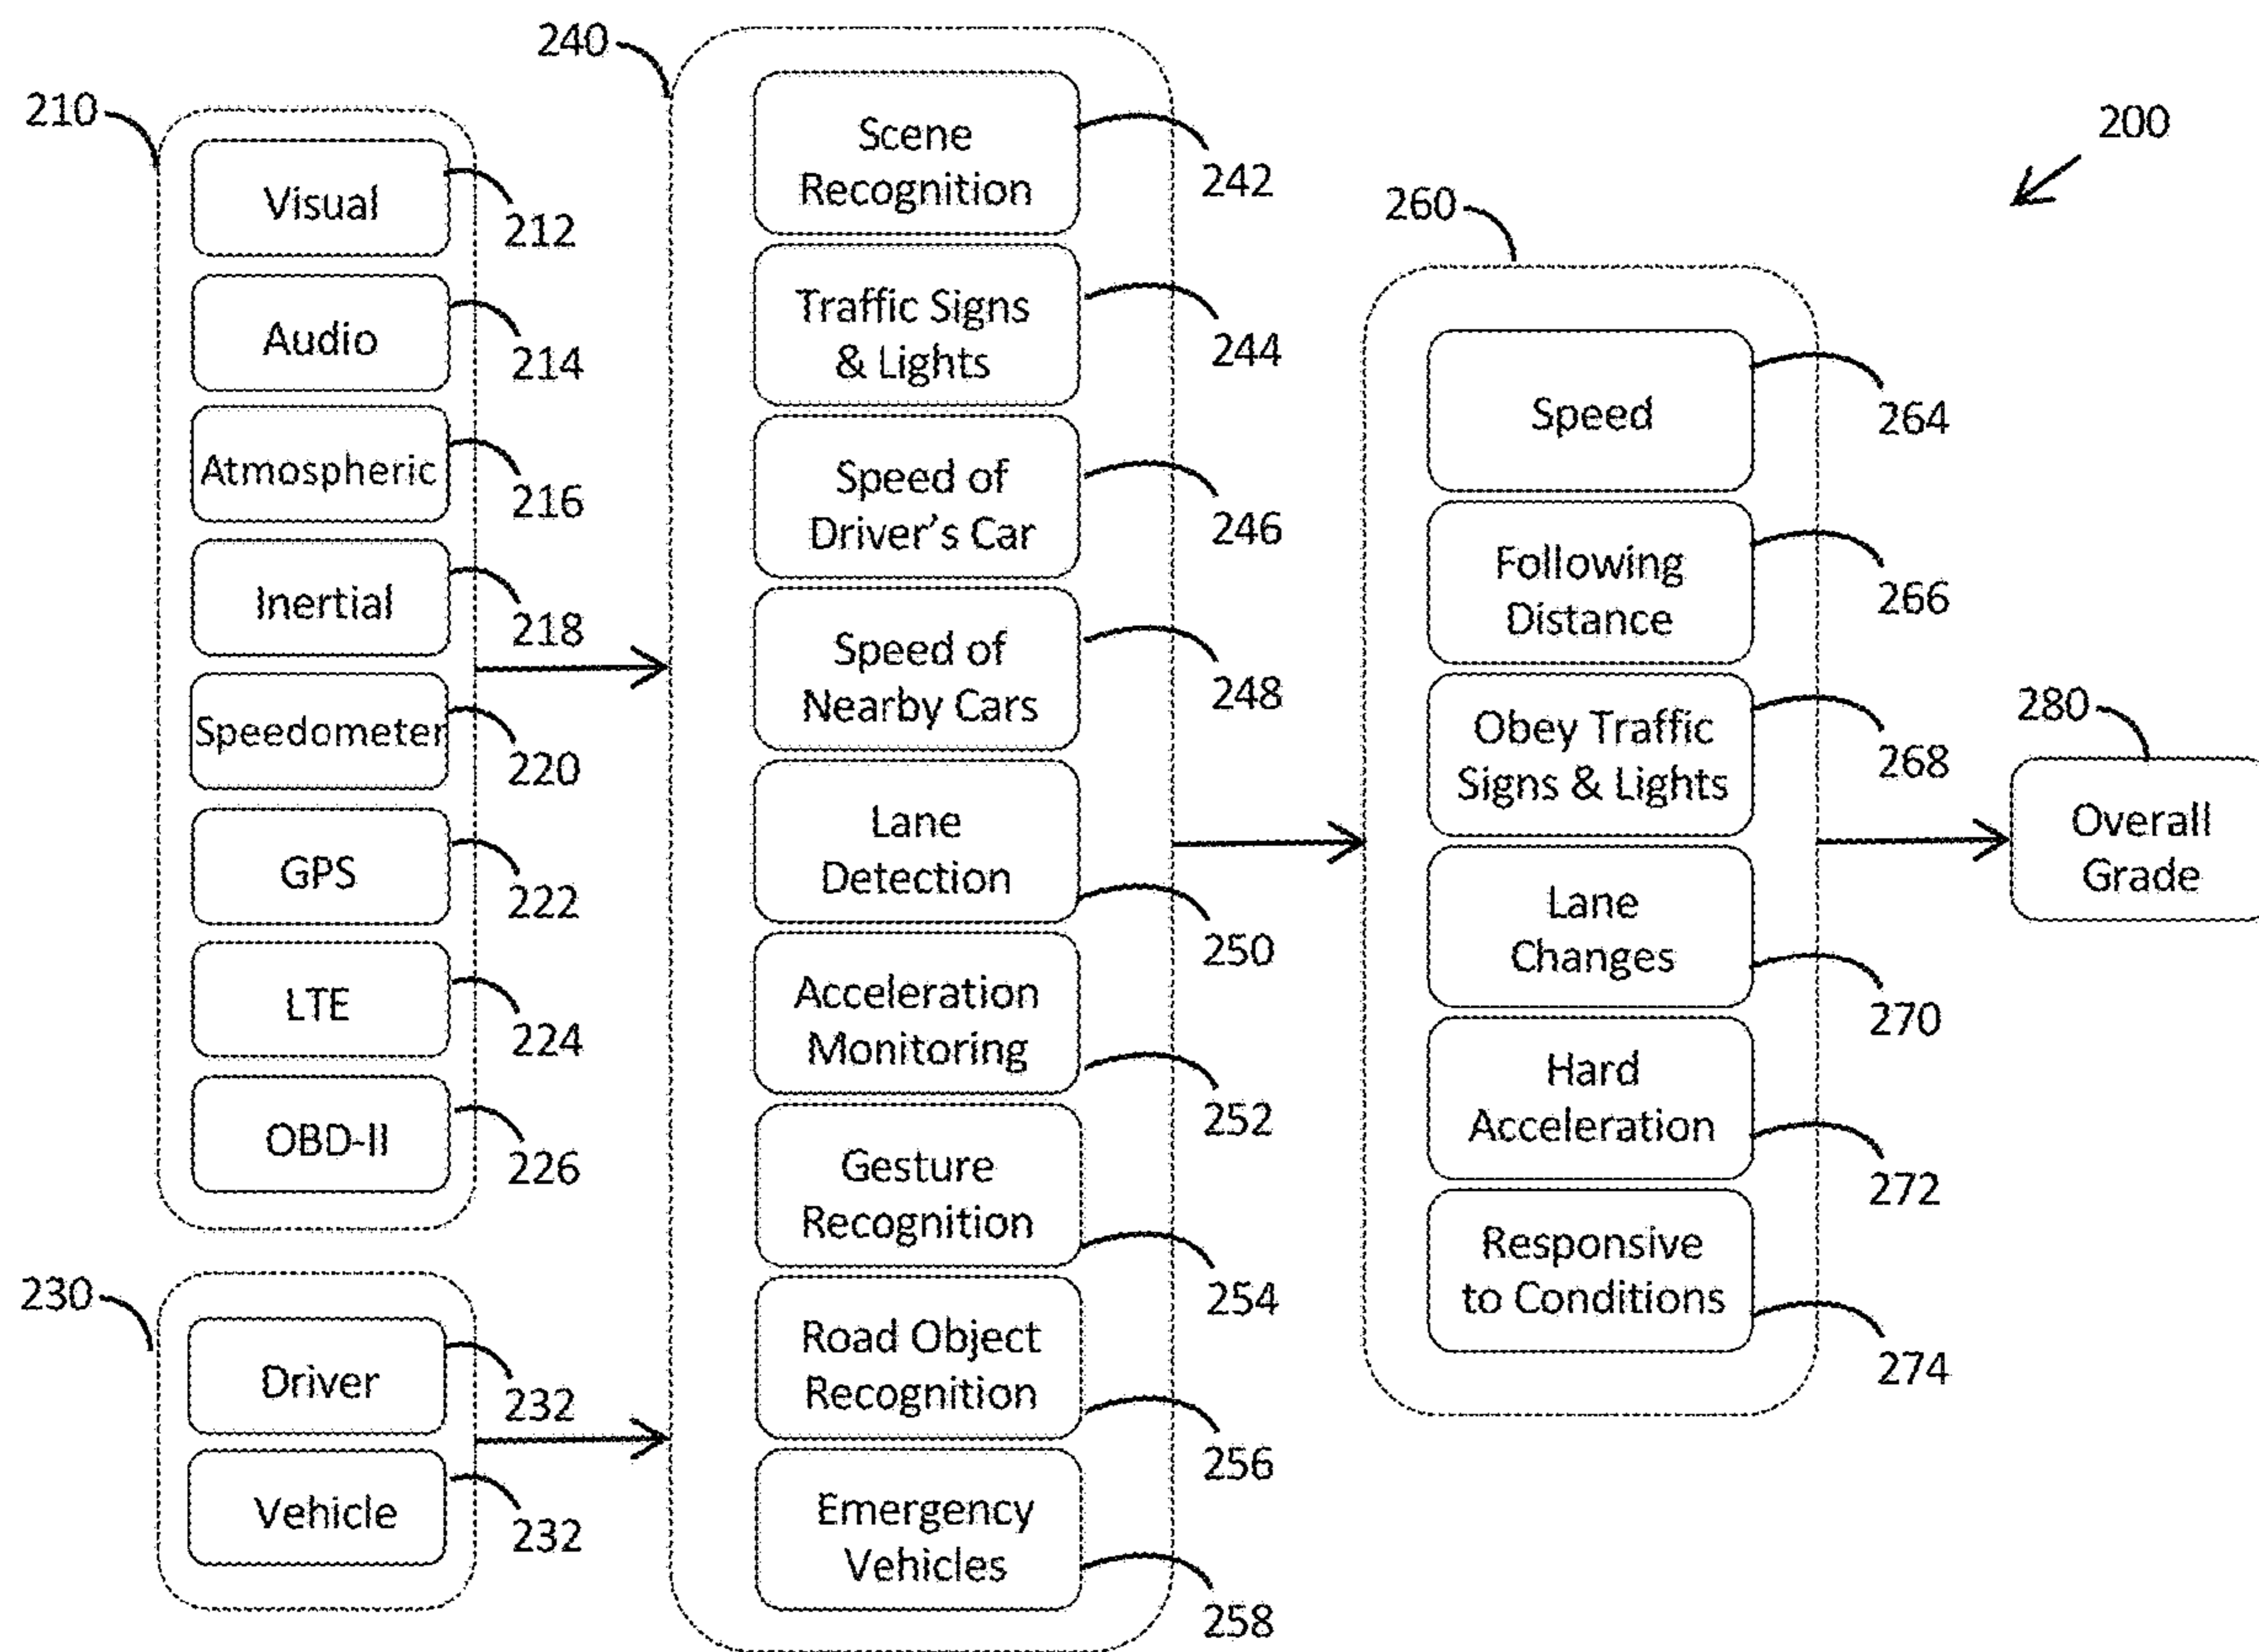 210
Visual
212
Audio
214
Atmospheric
216
Inertial
218
Speedometer
220
GPS
222
LTE
224
OBD-II
226
230
Driver
232
Vehicle
232
240
Scene
Recognition
242
Traffic Signs
& Lights
244
Speed of
Driver's Car
246
Speed of
Nearby Cars
248
Lane
Detection
250
Acceleration
Monitoring
252
Gesture
Recognition
254
Road Object
Recognition
256
Emergency
Vehicles
258
200
260
Speed
264
Following
Distance
266
Obey Traffic
Signs & Lights
268
Lane
Changes
270
Hard
Acceleration
272
Responsive
to Conditions
274
280
Overall
Grade